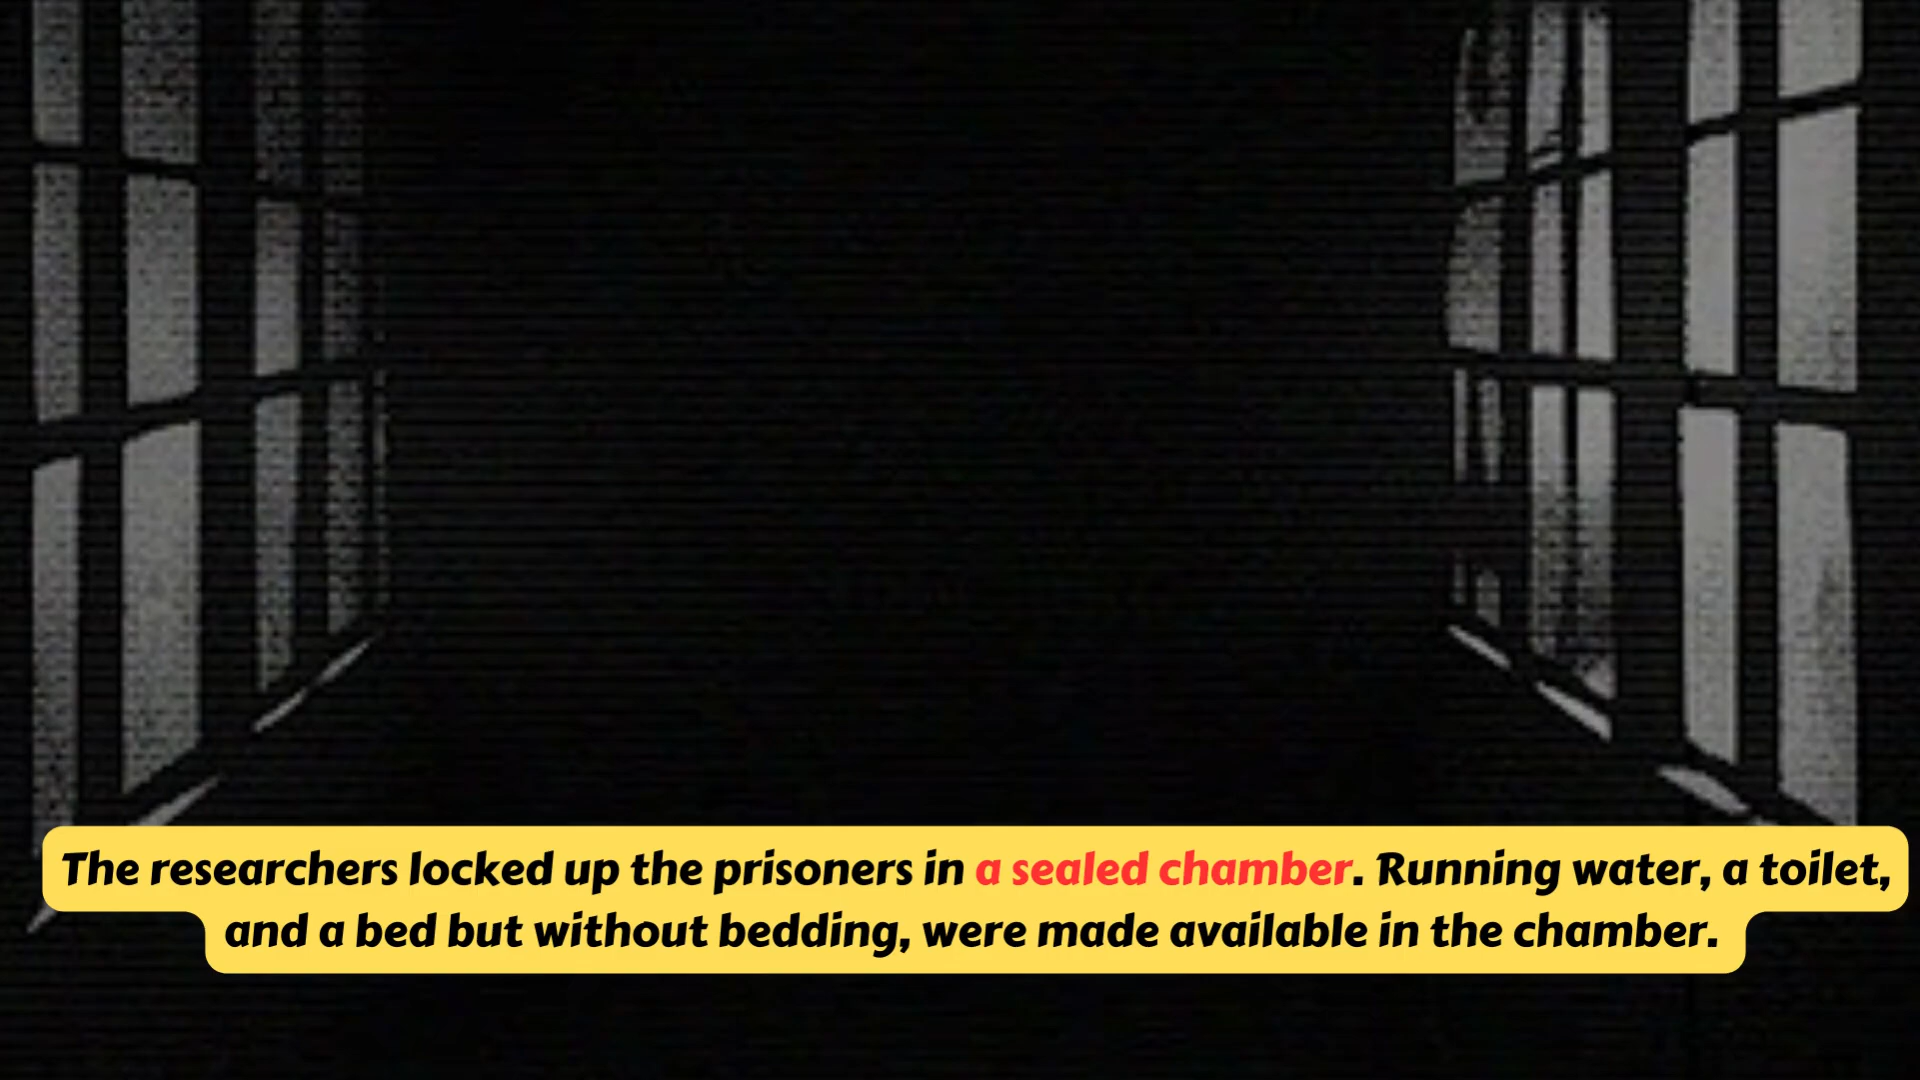 The researchers locked up the prisoners in a sealed chamber. Running water, a toilet,
and a bed but without bedding, were made available in the chamber.